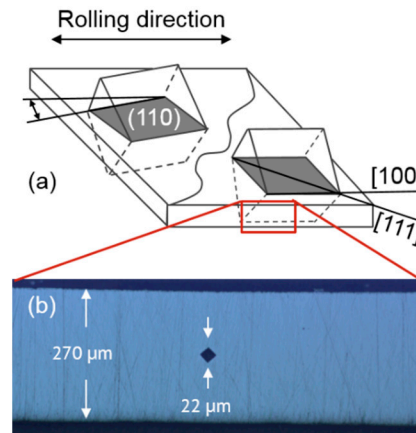 Rolling direction
(110)
(a)
[100]
[111]
(b)
270 µm
22 µm